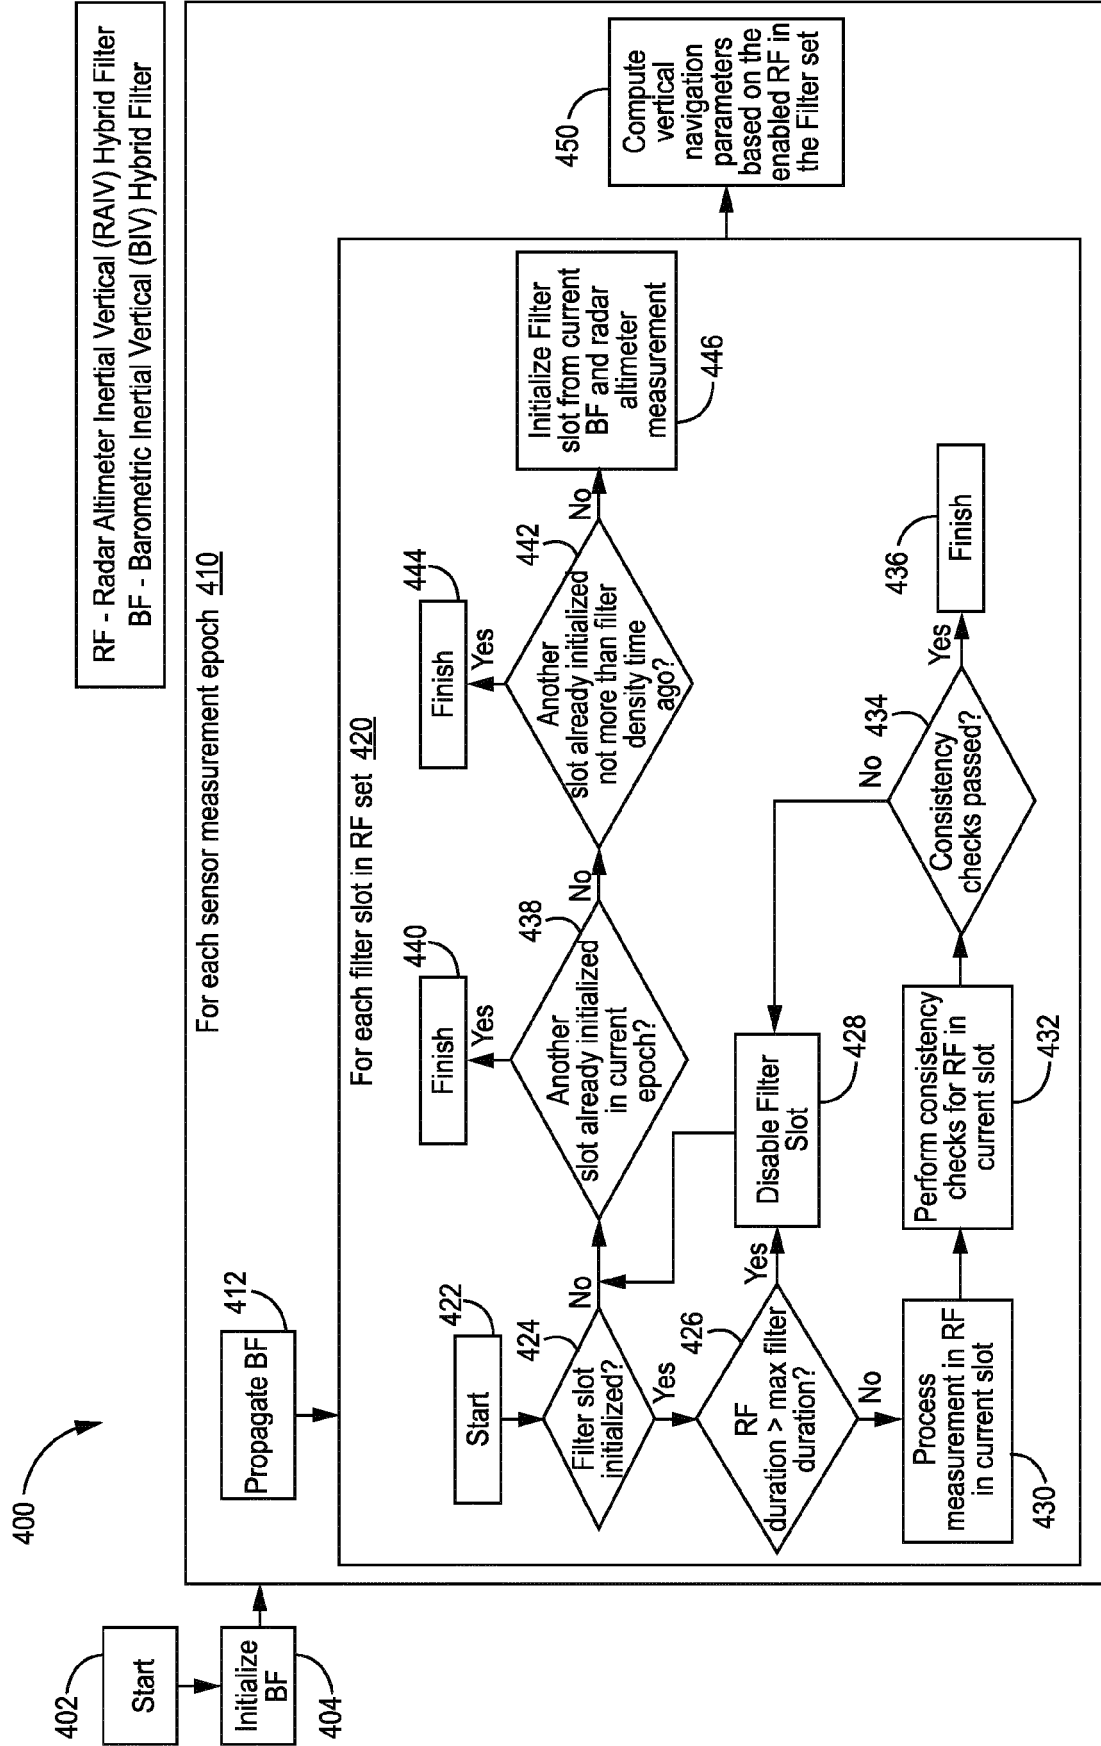 RF - Radar Altimeter Inertial Vertical (RAIV) Hybrid Filter
BF - Barometric Inertial Vertical (BIV) Hybrid Filter
400
402
Start
Initialize
BF
404
For each sensor measurement epoch 410
412
Propagate BF
For each filter slot in RF set 420
422
Start
424
Filter slot
initialized?
No
Yes
426
RF
duration > max filter
duration?
Yes
No
428
Disable Filter
Slot
Process
measurement in RF
in current slot
430
Perform consistency
checks for RF in
current slot
432
434
Consistency
checks passed?
No
Yes
436
Finish
438
Another
slot already initialized
in current
epoch?
Yes
No
440
Finish
442
Another
slot already initialized
not more than filter
density time
ago?
Yes
No
444
Finish
Initialize Filter
slot from current
BF and radar
altimeter
measurement
446
450
Compute
vertical
navigation
parameters
based on the
enabled RF in
the Filter set